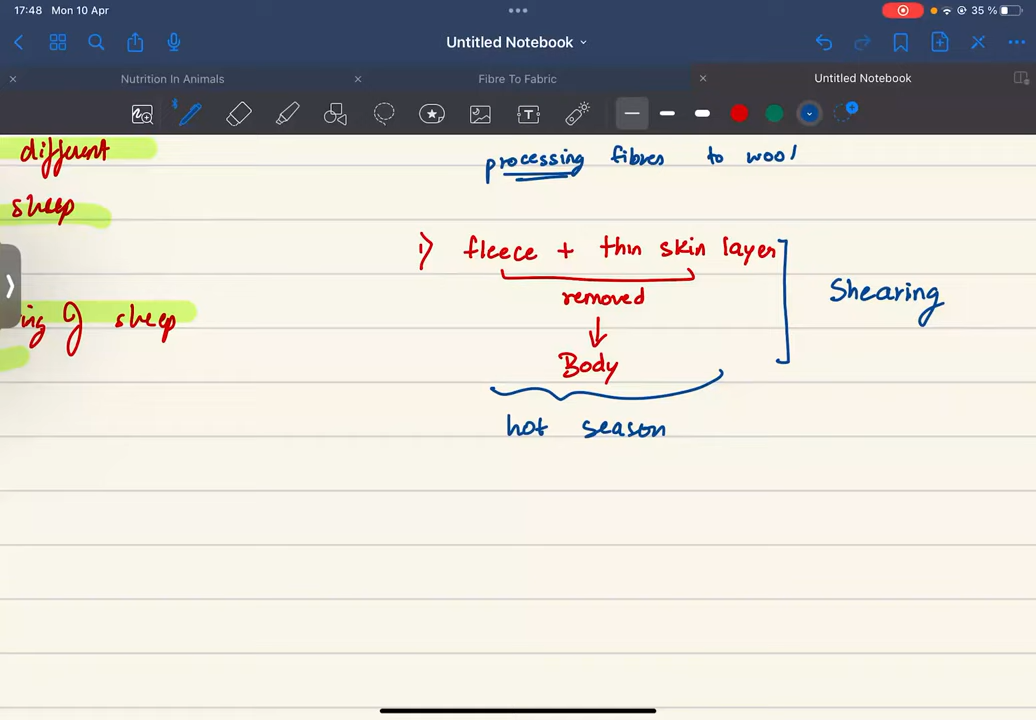 17:48 Mon 10 Apr
35 %
Untitled Notebook
Nutrition In Animals
Fibre To Fabric
Untitled Notebook
different
sheep
ing of sheep
processing fibres to wool
1) fleece + thin skin layer
removed
↓
Body
Shearing
hot season